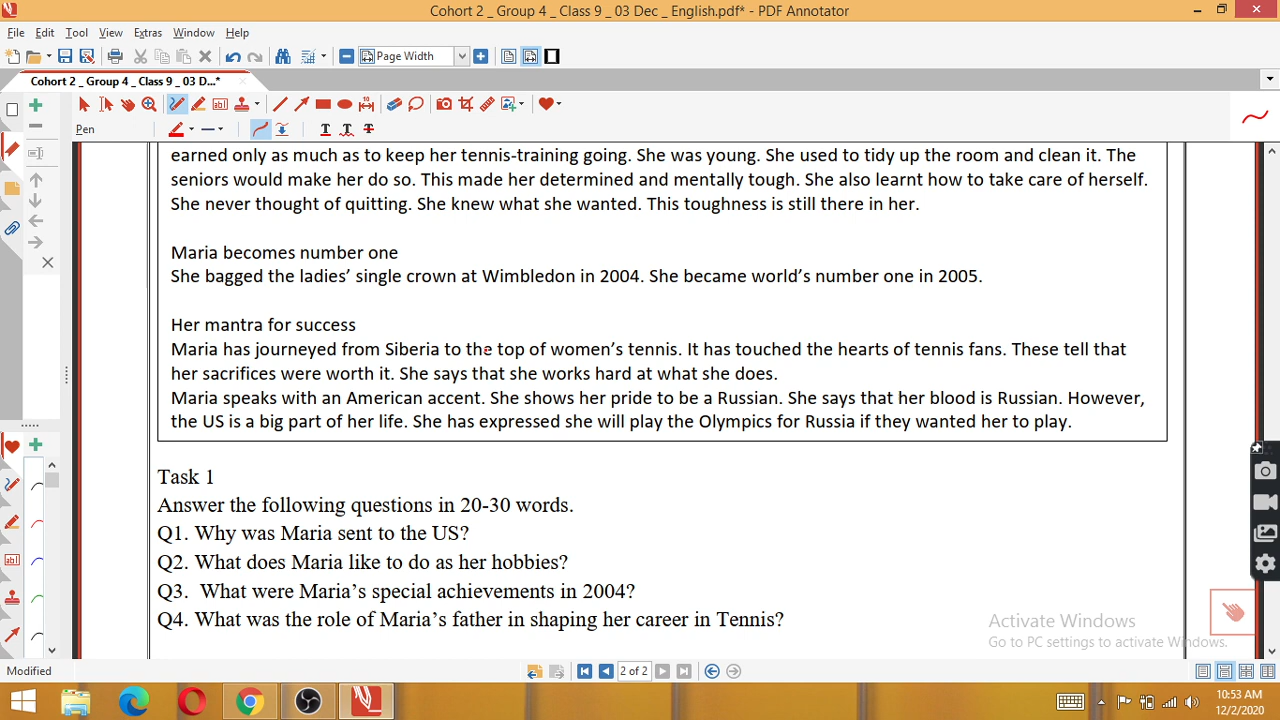 Cohort 2 _ Group 4 _ Class 9 _ 03 Dec _ English.pdf* - PDF Annotator
File Edit Tool View Extras Window Help
Page Width
Cohort 2 _ Group 4 _ Class 9 _ 03 D...*
Pen
earned only as much as to keep her tennis-training going. She was young. She used to tidy up the room and clean it. The
seniors would make her do so. This made her determined and mentally tough. She also learnt how to take care of herself.
She never thought of quitting. She knew what she wanted. This toughness is still there in her.
Maria becomes number one
She bagged the ladies' single crown at Wimbledon in 2004. She became world's number one in 2005.
Her mantra for success
Maria has journeyed from Siberia to the top of women's tennis. It has touched the hearts of tennis fans. These tell that
her sacrifices were worth it. She says that she works hard at what she does.
Maria speaks with an American accent. She shows her pride to be a Russian. She says that her blood is Russian. However,
the US is a big part of her life. She has expressed she will play the Olympics for Russia if they wanted her to play.
Task 1
Answer the following questions in 20-30 words.
Q1. Why was Maria sent to the US?
Q2. What does Maria like to do as her hobbies?
Q3.  What were Maria's special achievements in 2004?
Q4. What was the role of Maria's father in shaping her career in Tennis?
Activate Windows
Go to PC settings to activate Windows.
Modified
2 of 2
10:53 AM
12/2/2020